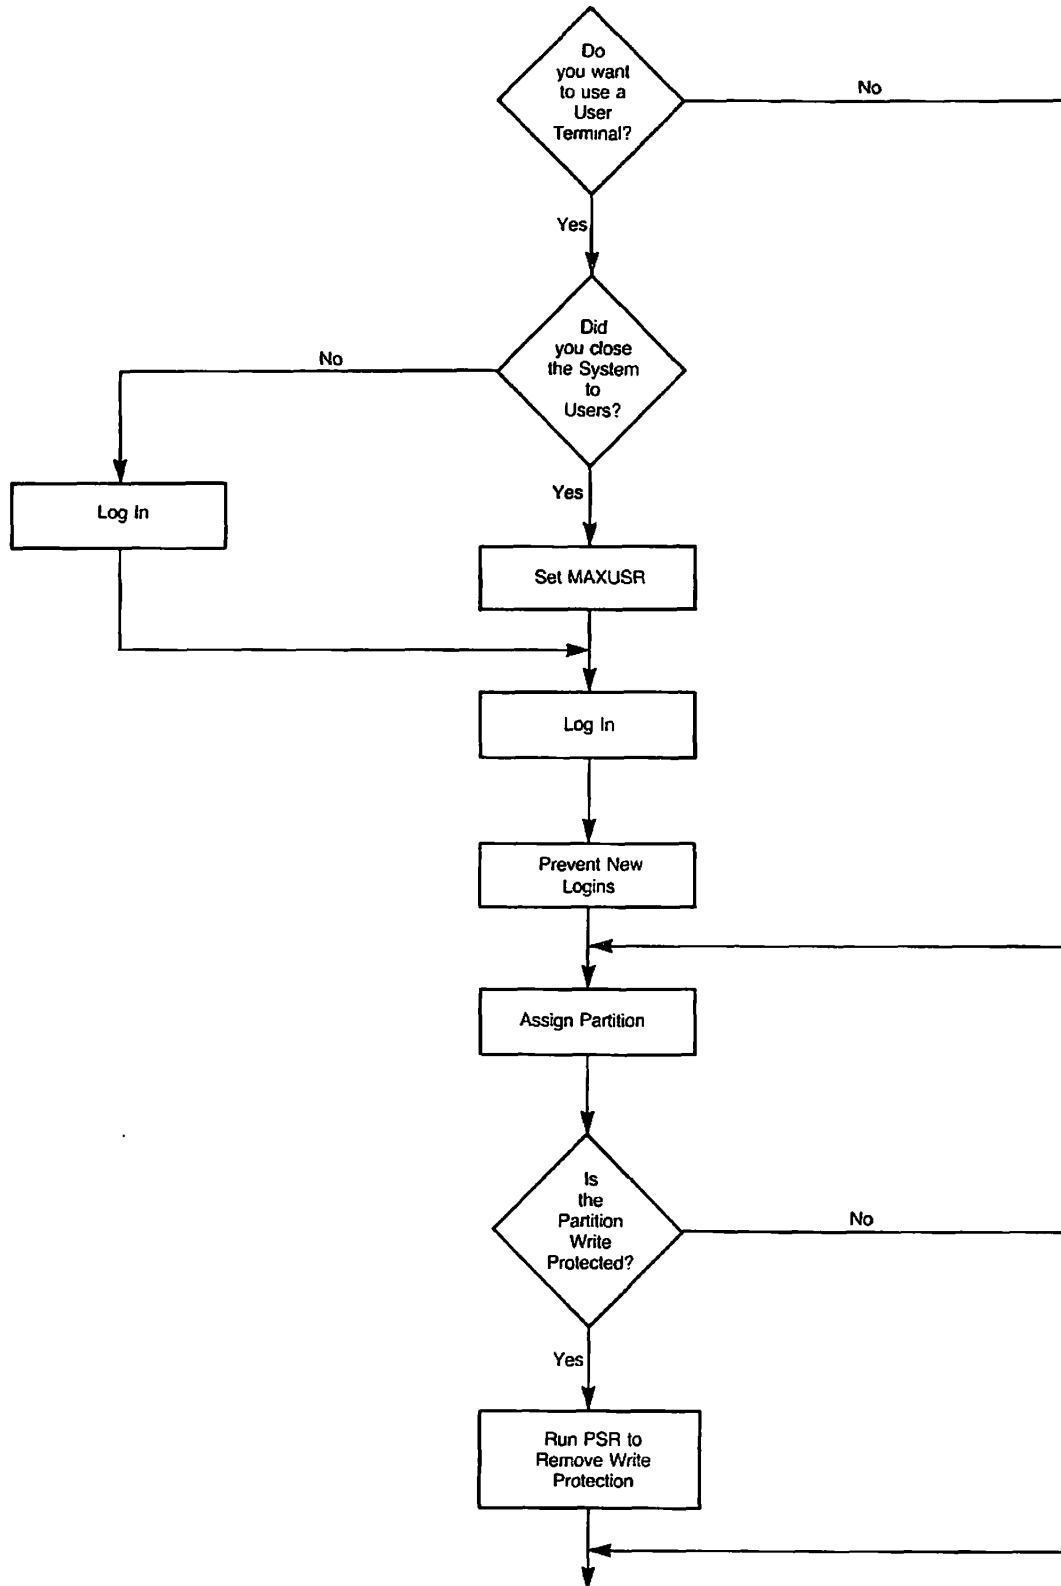 Do
you want
to use a
User
Terminal?
No
Yes
Did
you close
the System
to
Users?
No
Yes
Log In
Set MAXUSR
Log In
Prevent New
Logins
Assign Partition
Is
the
Partition
Write
Protected?
No
Yes
Run PSR to
Remove Write
Protection